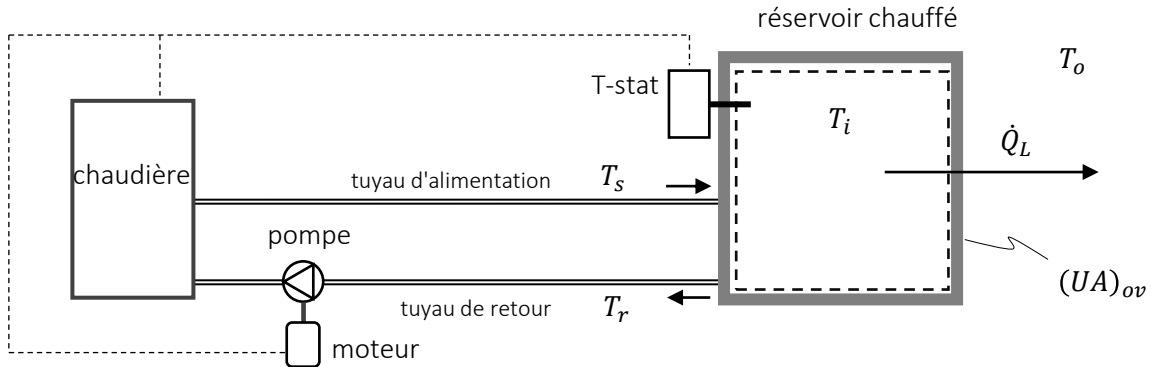 réservoir chauffé
T_o
T-stat
T_i
Q̇_L
chaudière
tuyau d'alimentation
T_s
pompe
(UA)_ov
tuyau de retour
T_r
moteur